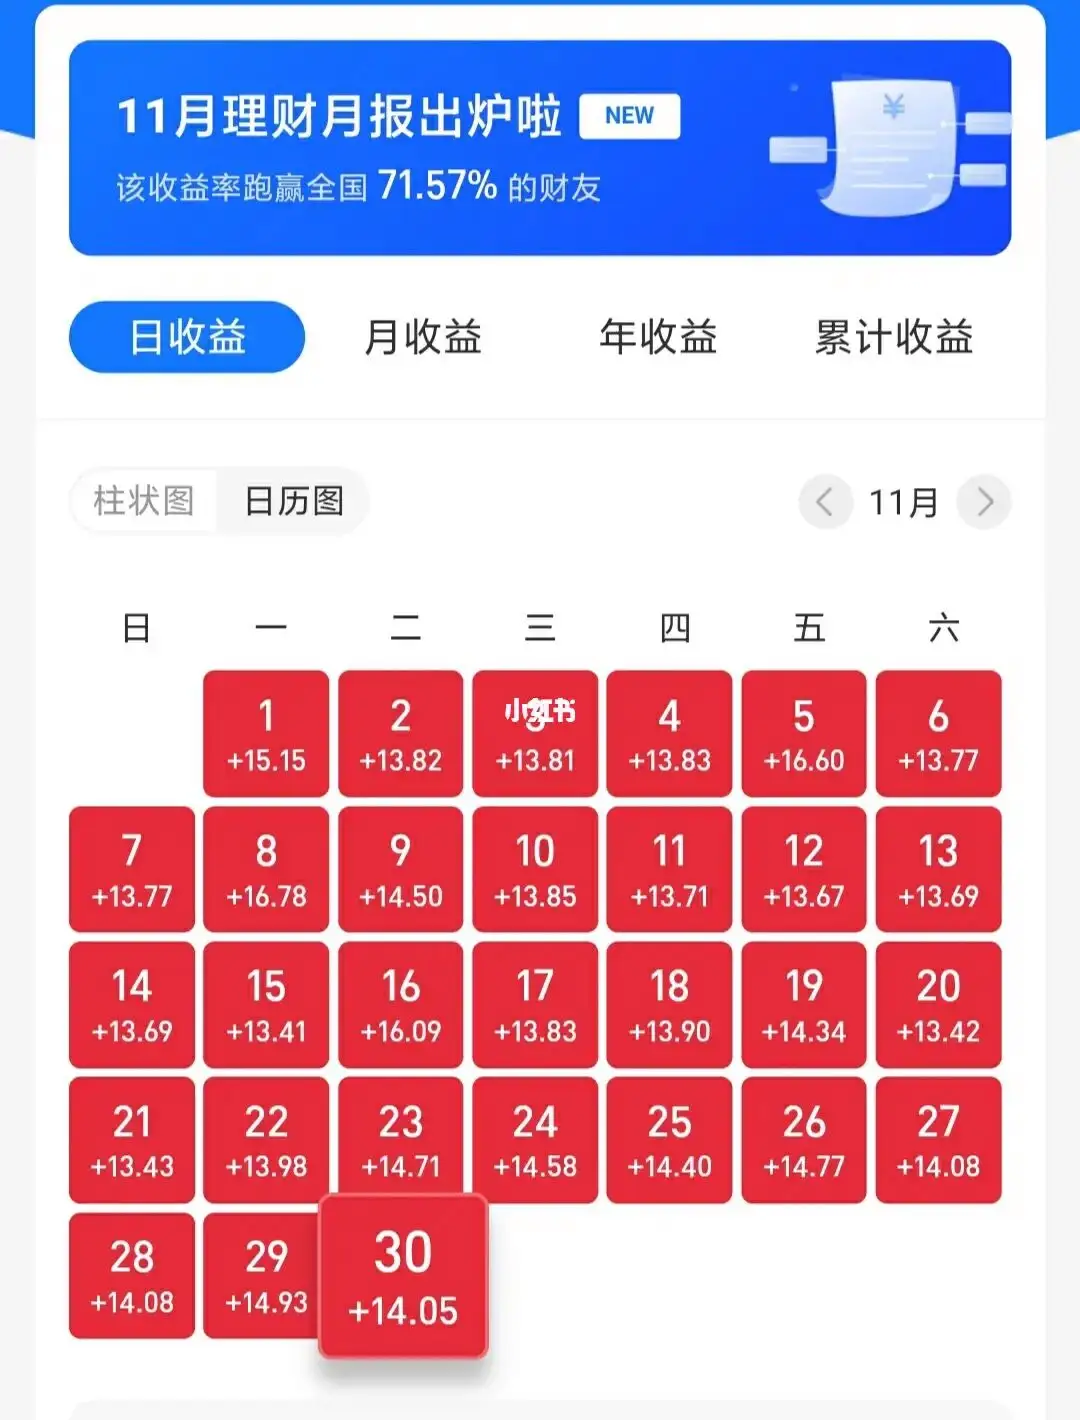 11月理财月报出炉啦 NEW
该收益率跑赢全国 71.57% 的财友
日收益 月收益 年收益 累计收益
柱状图 日历图 11月
日 一 二 三 四 五 六
1 2 3 4 5 6
小红书
+15.15 +13.82 +13.81 +13.83 +16.60 +13.77
7 8 9 10 11 12 13
+13.77 +16.78 +14.50 +13.85 +13.71 +13.67 +13.69
14 15 16 17 18 19 20
+13.69 +13.41 +16.09 +13.83 +13.90 +14.34 +13.42
21 22 23 24 25 26 27
+13.43 +13.98 +14.71 +14.58 +14.40 +14.77 +14.08
28 29 30
+14.08 +14.93 +14.05